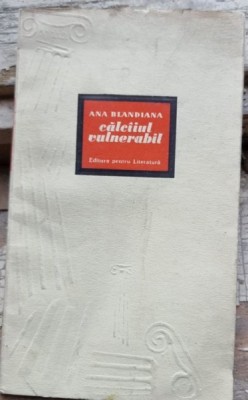 ANA BLANDIANA
călcîiul
vulnerabil
Editura pentru Literatură